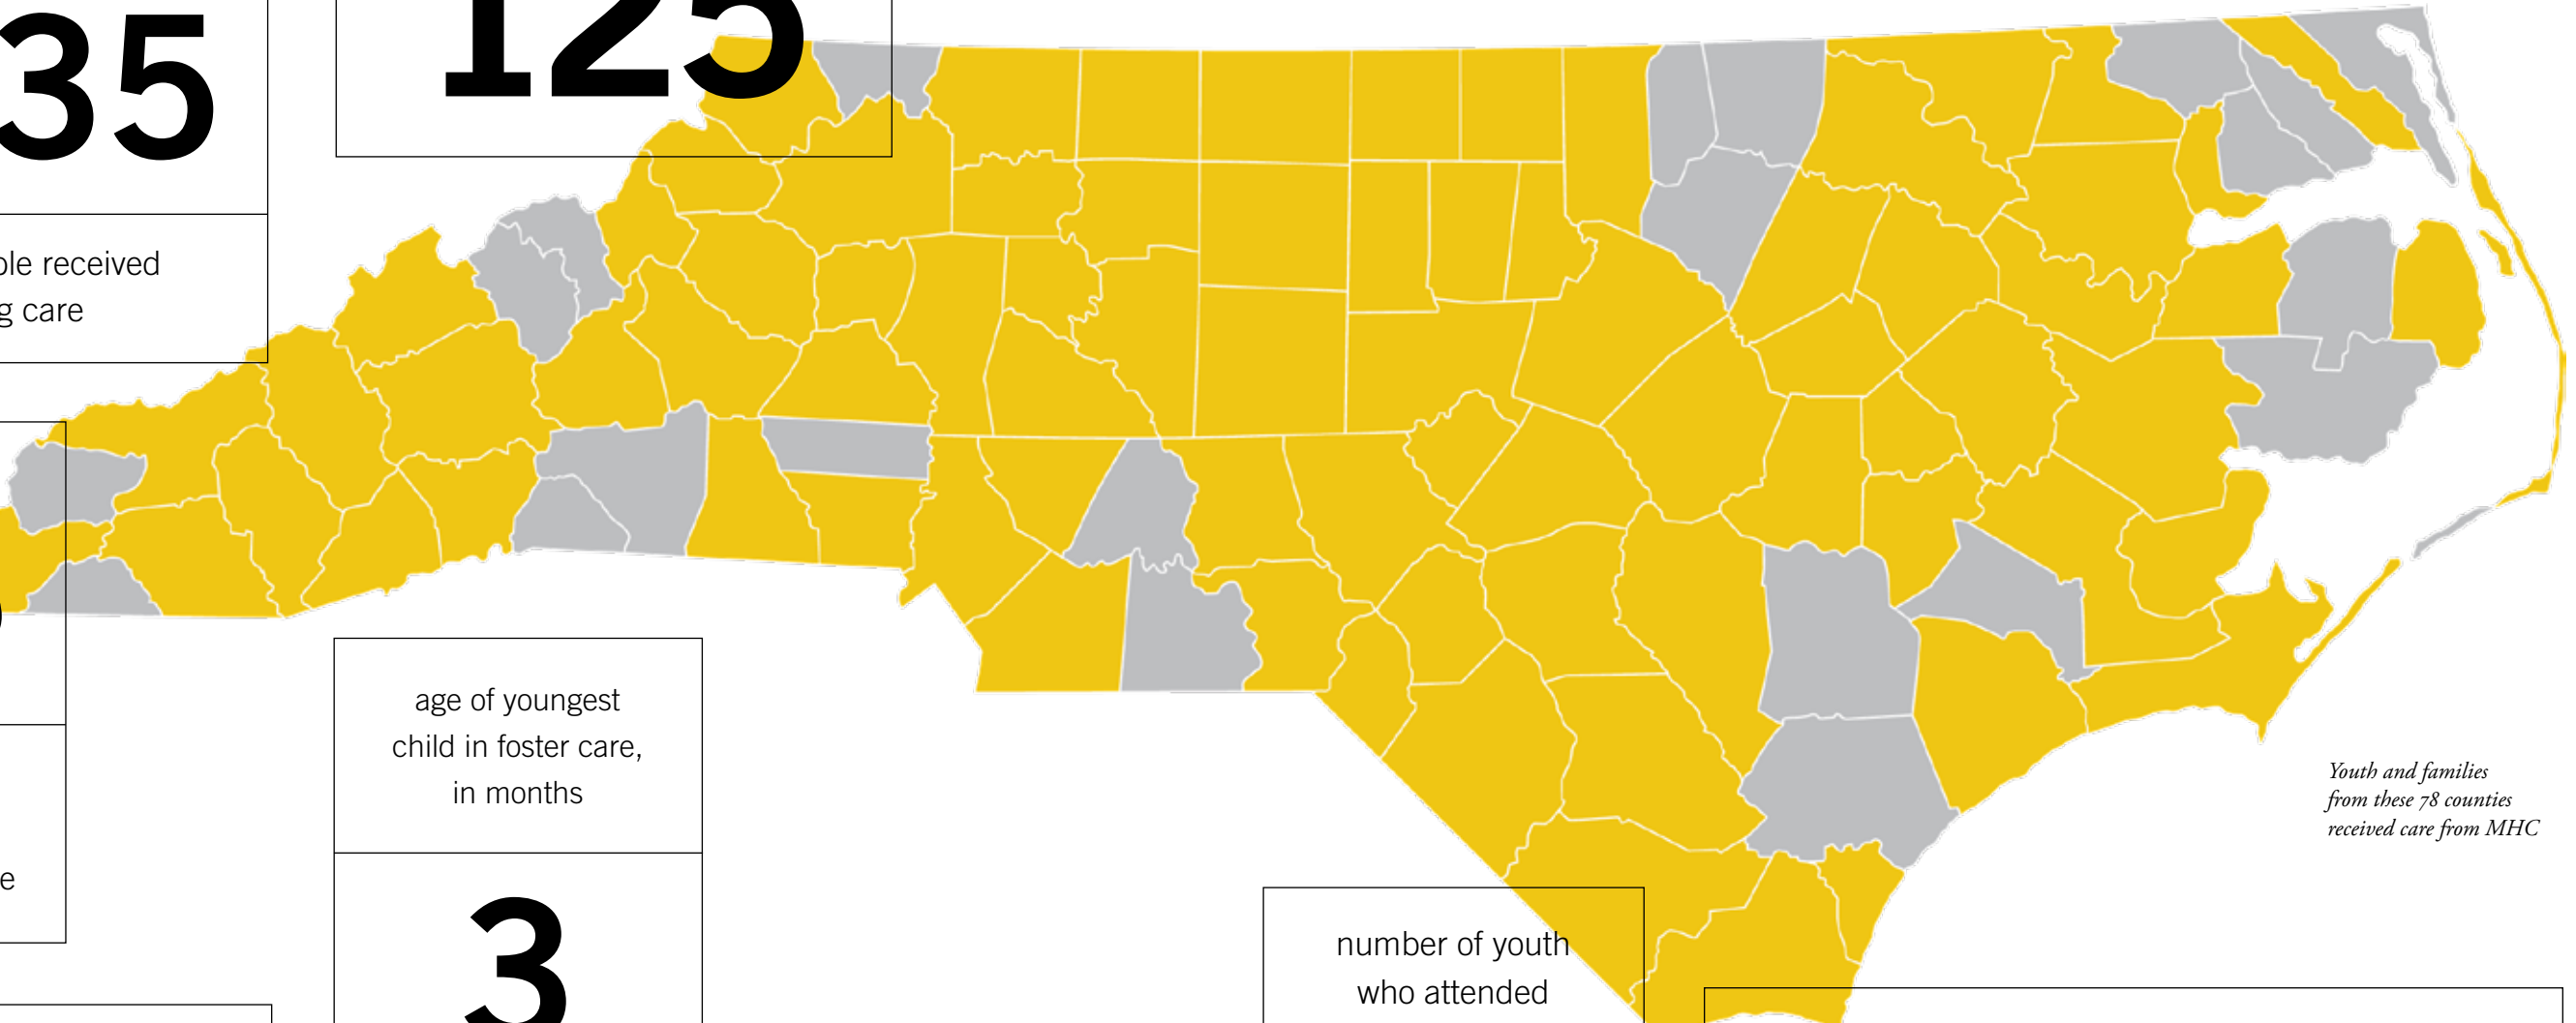 35
125
received
care
age of youngest
child in foster care,
in months
3
number of youth
who attended
Youth and families
from these 78 counties
received care from MHC